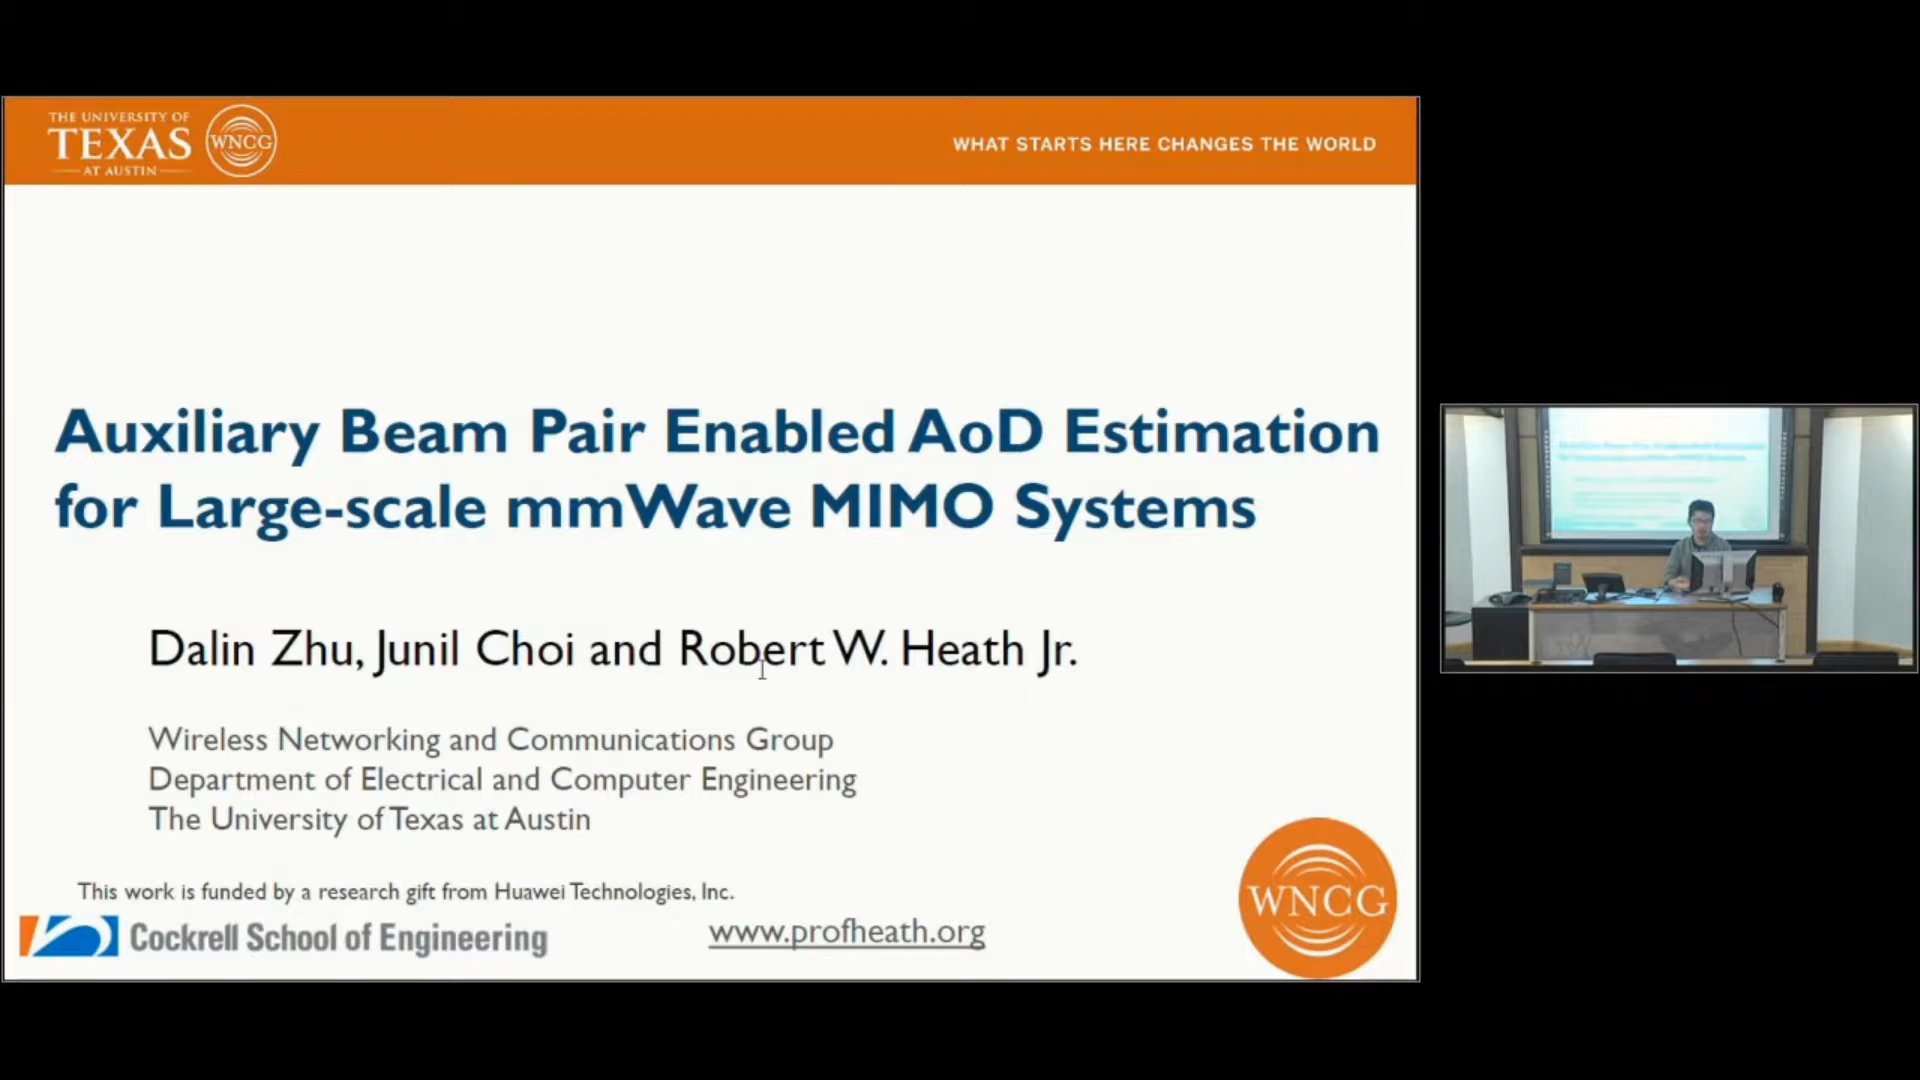 THE UNIVERSITY OF
TEXAS
AT AUSTIN
WNCG
WHAT STARTS HERE CHANGES THE WORLD
Auxiliary Beam Pair Enabled AoD Estimation
for Large-scale mmWave MIMO Systems
Dalin Zhu, Junil Choi and Robert W. Heath Jr.
Wireless Networking and Communications Group
Department of Electrical and Computer Engineering
The University of Texas at Austin
This work is funded by a research gift from Huawei Technologies, Inc.
Cockrell School of Engineering
www.profheath.org
WNCG